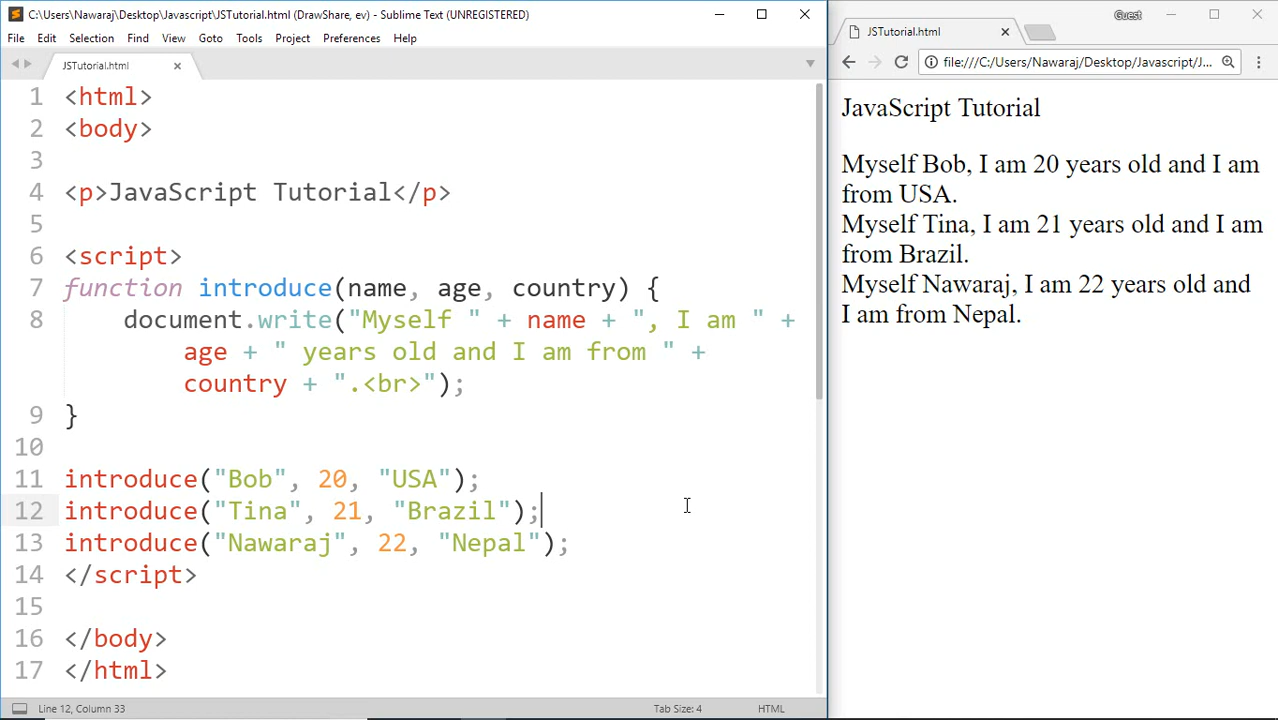 C:\Users\Nawaraj\Desktop\Javascript\JSTutorial.html (DrawShare, ev) - Sublime Text (UNREGISTERED)
File Edit Selection Find View Goto Tools Project Preferences Help
JSTutorial.html
1 <html>
2 <body>
3
4 <p>JavaScript Tutorial</p>
5
6 <script>
7 function introduce(name, age, country) {
8 document.write("Myself " + name + ", I am " +
age + " years old and I am from " +
country + ".<br>");
9 }
10
11 introduce("Bob", 20, "USA");
12 introduce("Tina", 21, "Brazil");
13 introduce("Nawaraj", 22, "Nepal");
14 </script>
15
16 </body>
17 </html>
Line 12, Column 33 Tab Size: 4 HTML
Guest
JSTutorial.html
file:///C:/Users/Nawaraj/Desktop/Javascript/J...
JavaScript Tutorial
Myself Bob, I am 20 years old and I am
from USA.
Myself Tina, I am 21 years old and I am
from Brazil.
Myself Nawaraj, I am 22 years old and
I am from Nepal.